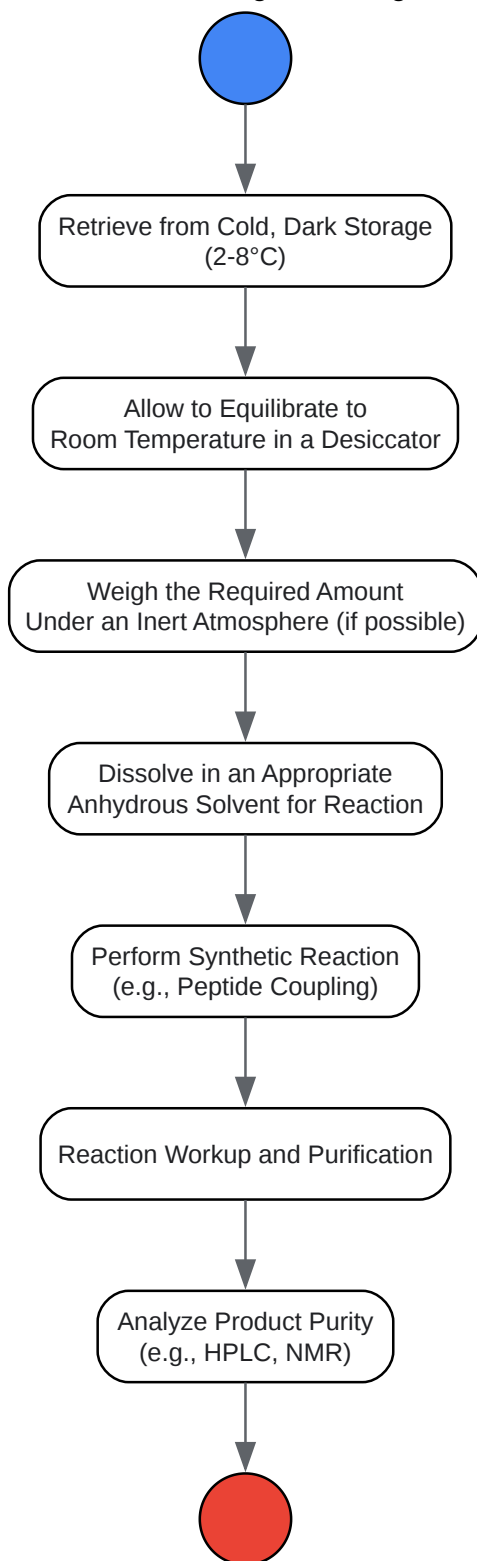 Retrieve from Cold, Dark Storage
(2-8°C)
Allow to Equilibrate to
Room Temperature in a Desiccator
Weigh the Required Amount
Under an Inert Atmosphere (if possible)
Dissolve in an Appropriate
Anhydrous Solvent for Reaction
Perform Synthetic Reaction
(e.g., Peptide Coupling)
Reaction Workup and Purification
Analyze Product Purity
(e.g., HPLC, NMR)